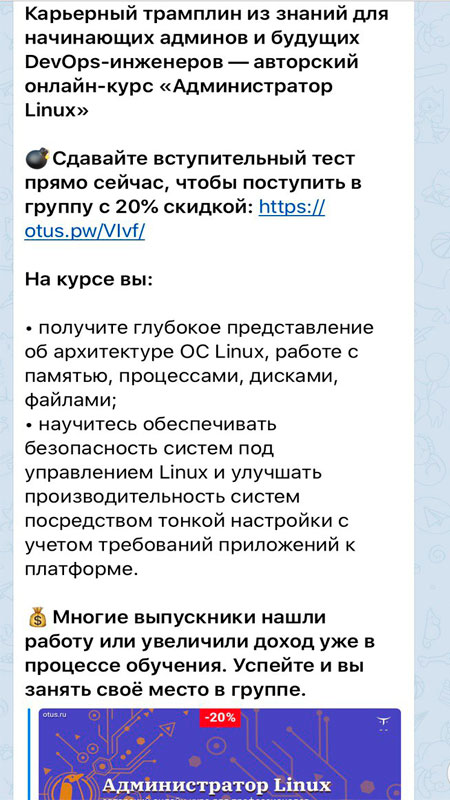 Карьерный трамплин из знаний для
начинающих админов и будущих
DevOps-инженеров — авторский
онлайн-курс «Администратор
Linux»
💣Сдавайте вступительный тест
прямо сейчас, чтобы поступить в
группу с 20% скидкой: https://
otus.pw/VIvf/
На курсе вы:
• получите глубокое представление
об архитектуре ОС Linux, работе с
памятью, процессами, дисками,
файлами;
• научитесь обеспечивать
безопасность систем под
управлением Linux и улучшать
производительность систем
посредством тонкой настройки с
учетом требований приложений к
платформе.
💰Многие выпускники нашли
работу или увеличили доход уже в
процессе обучения. Успейте и вы
занять своё место в группе.
otus.ru
-20%
Администратор Linux